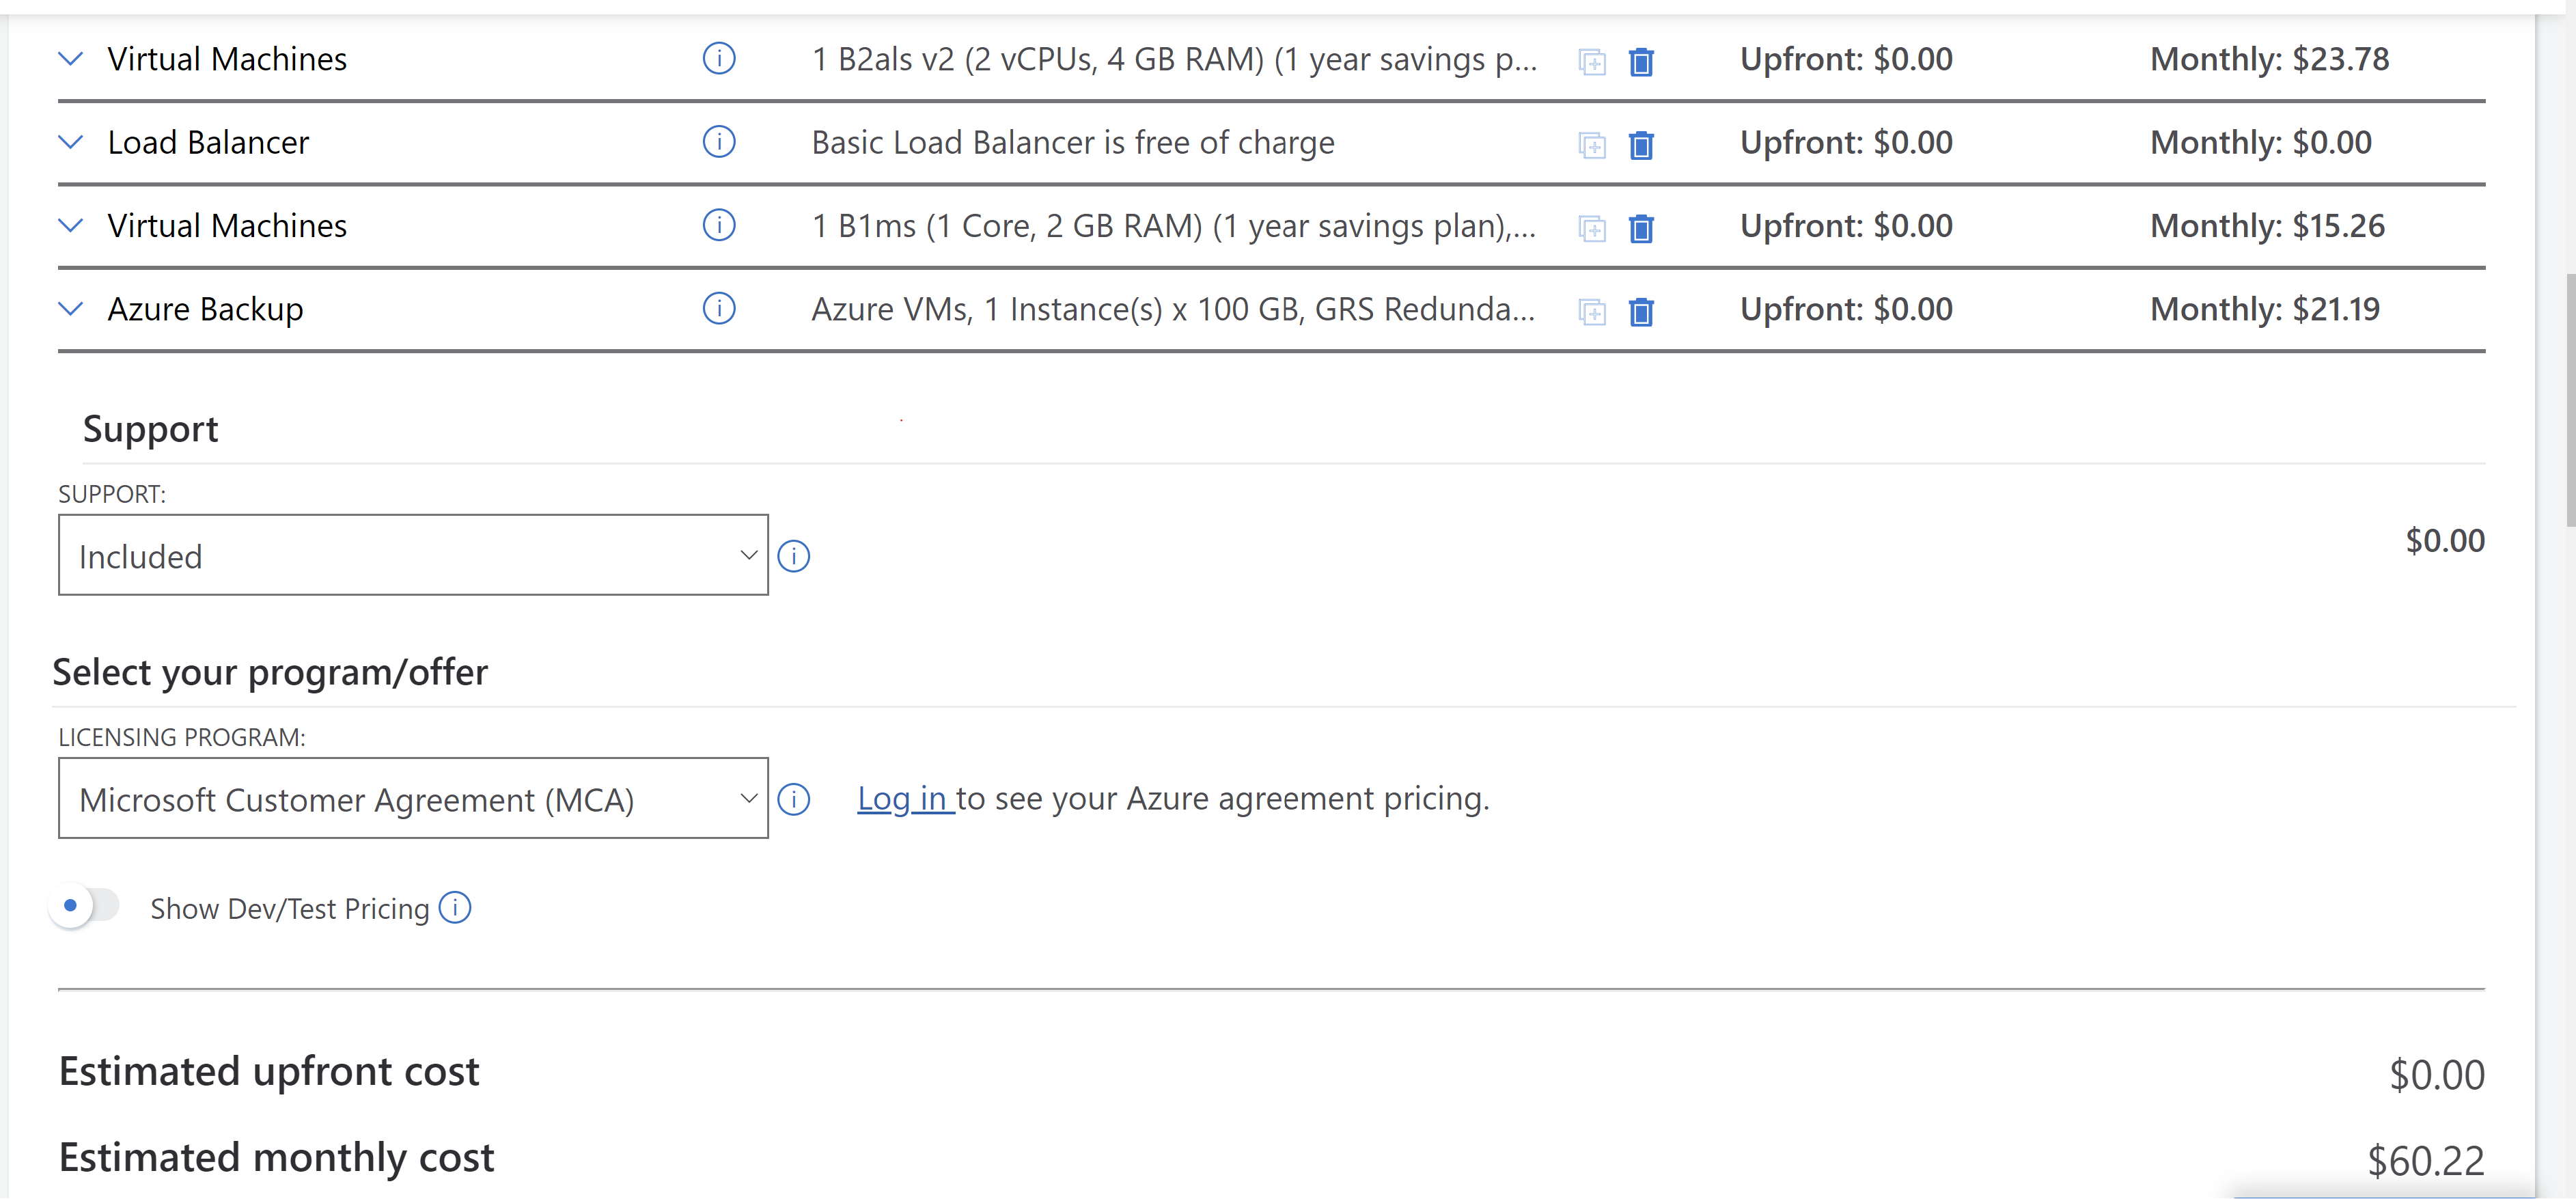 Virtual Machines 1 B2als v2 (2 vCPUs, 4 GB RAM) (1 year savings p... Upfront: $0.00 Monthly: $23.78
Load Balancer Basic Load Balancer is free of charge Upfront: $0.00 Monthly: $0.00
Virtual Machines 1 B1ms (1 Core, 2 GB RAM) (1 year savings plan),... Upfront: $0.00 Monthly: $15.26
Azure Backup Azure VMs, 1 Instance(s) x 100 GB, GRS Redunda... Upfront: $0.00 Monthly: $21.19
Support
SUPPORT:
Included $0.00
Select your program/offer
LICENSING PROGRAM:
Microsoft Customer Agreement (MCA) Log in to see your Azure agreement pricing.
Show Dev/Test Pricing
Estimated upfront cost $0.00
Estimated monthly cost $60.22